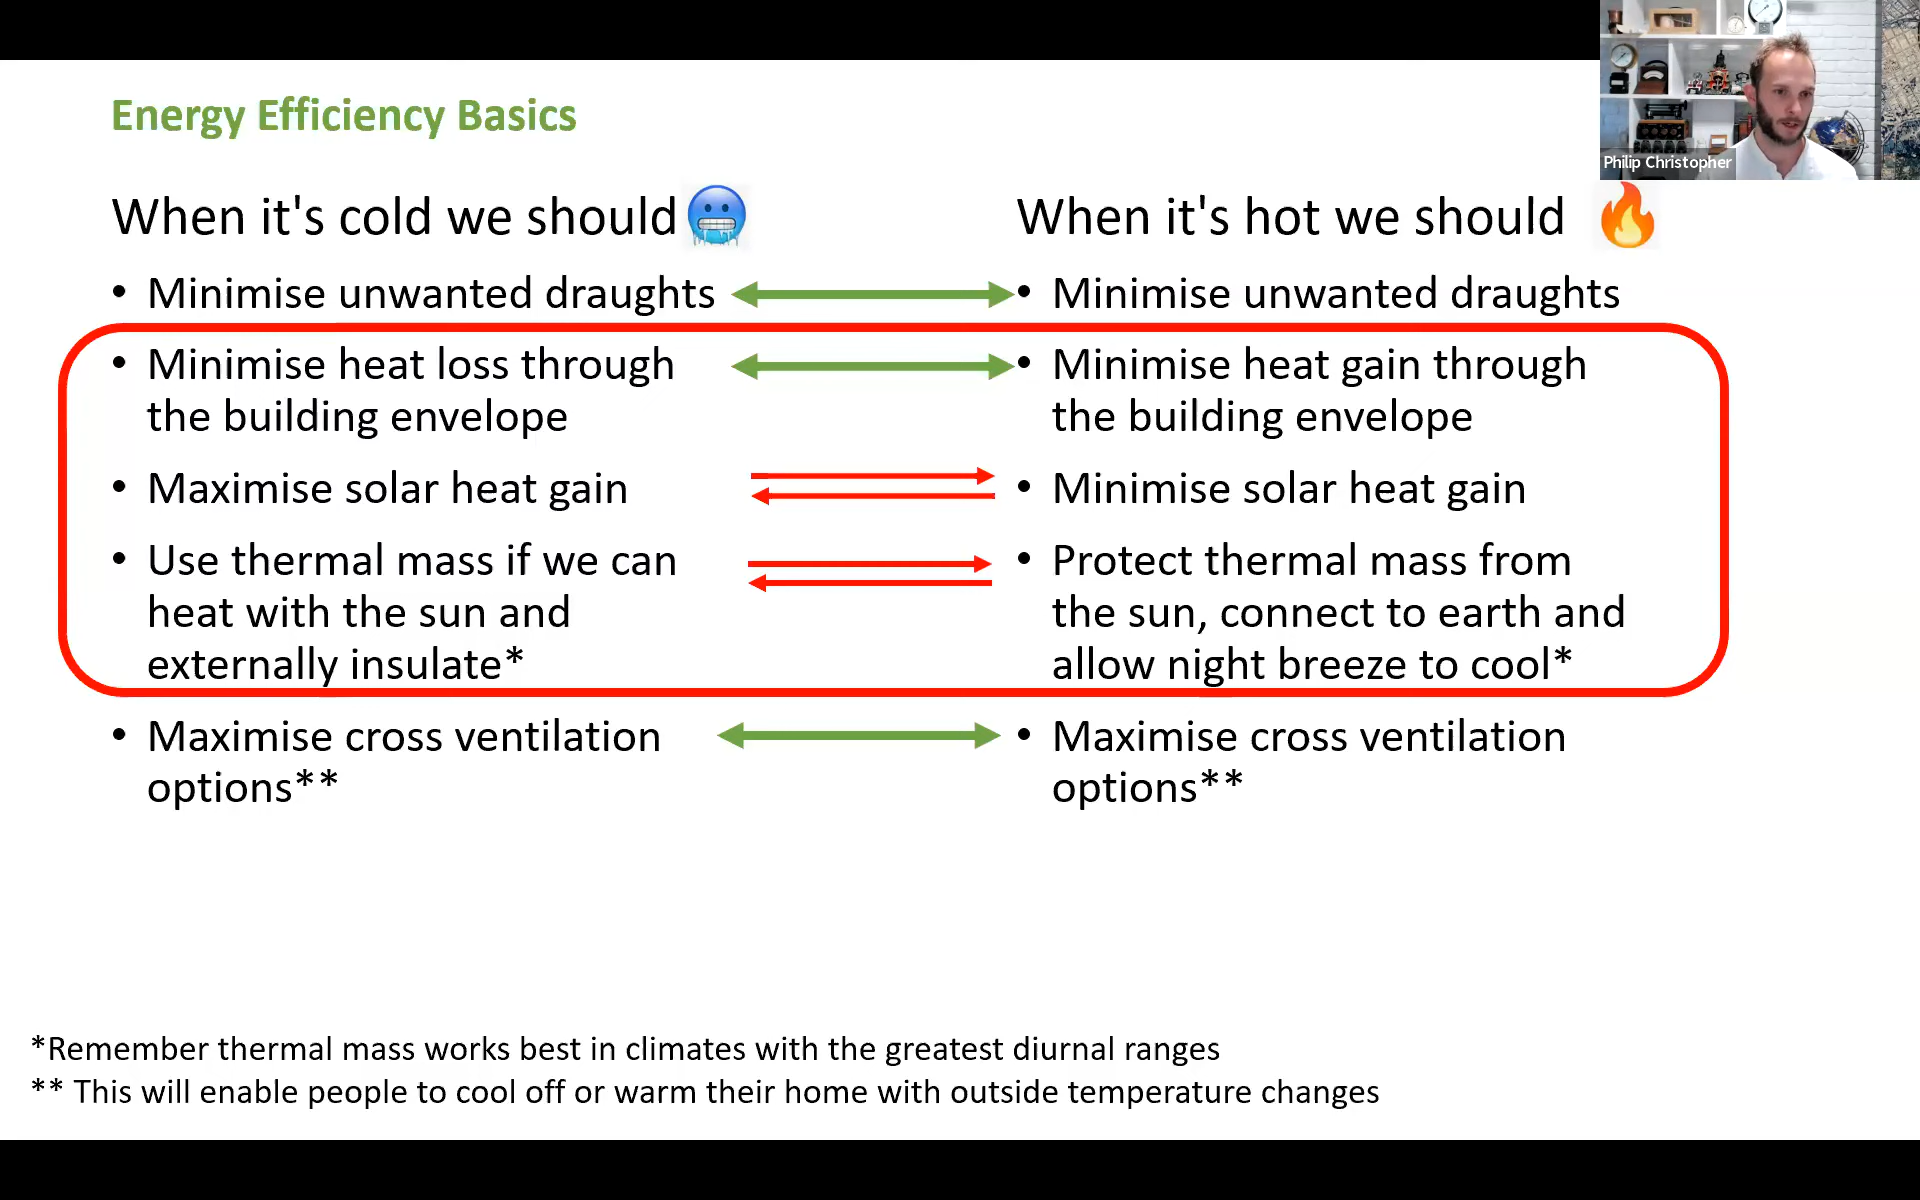 Energy Efficiency Basics
Philip Christopher
When it's cold we should
• Minimise unwanted draughts
• Minimise heat loss through
the building envelope
• Maximise solar heat gain
• Use thermal mass if we can
heat with the sun and
externally insulate*
• Maximise cross ventilation
options**
When it's hot we should
• Minimise unwanted draughts
• Minimise heat gain through
the building envelope
• Minimise solar heat gain
• Protect thermal mass from
the sun, connect to earth and
allow night breeze to cool*
• Maximise cross ventilation
options**
*Remember thermal mass works best in climates with the greatest diurnal ranges
** This will enable people to cool off or warm their home with outside temperature changes